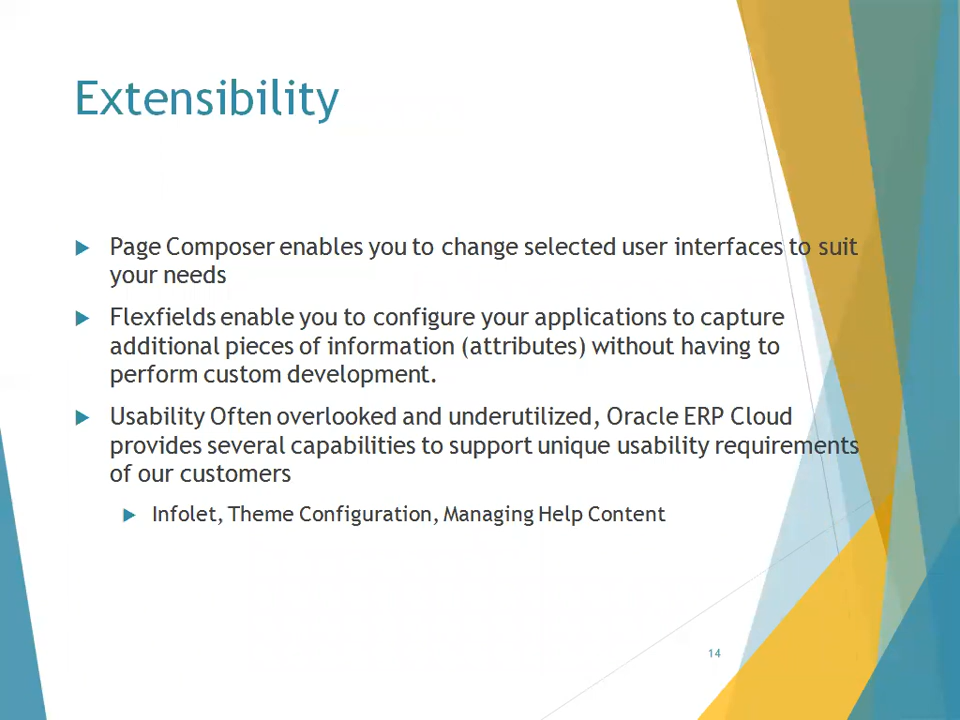 Extensibility
Page Composer enables you to change selected user interfaces to suit
your needs
Flexfields enable you to configure your applications to capture
additional pieces of information (attributes) without having to
perform custom development.
Usability Often overlooked and underutilized, Oracle ERP Cloud
provides several capabilities to support unique usability requirements
of our customers
Infolet, Theme Configuration, Managing Help Content
14